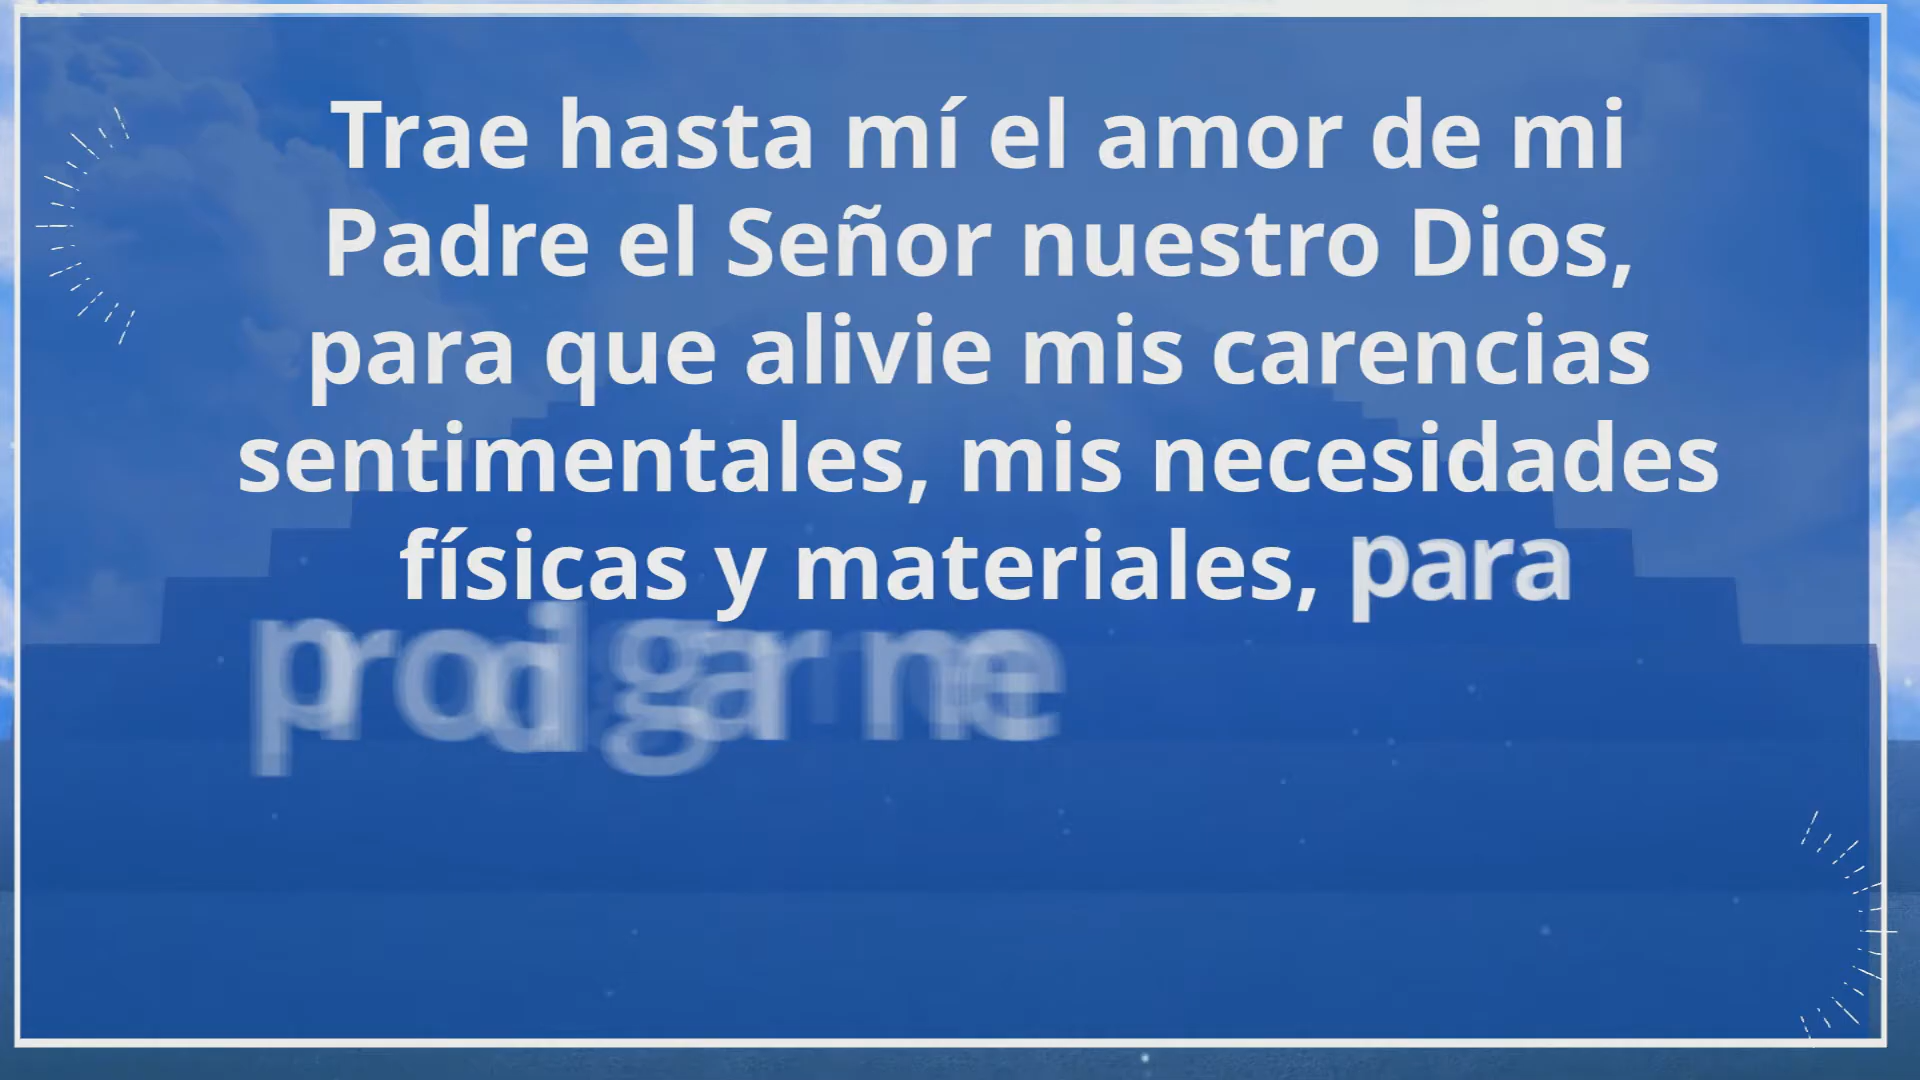 Trae hasta mí el amor de mi
Padre el Señor nuestro Dios,
para que alivie mis carencias
sentimentales, mis necesidades
físicas y materiales, para
prodigarme